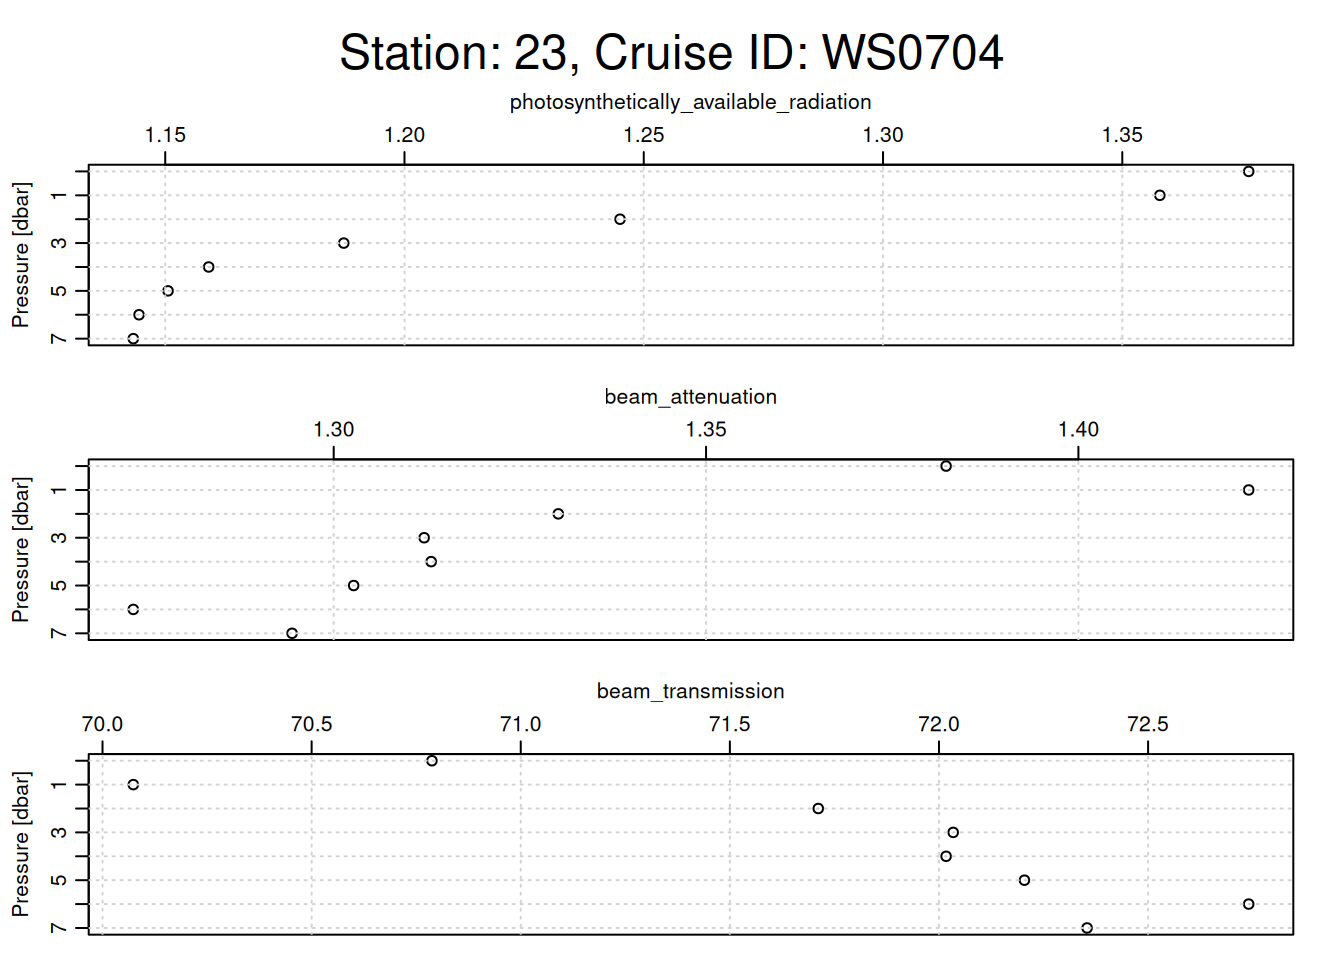 Station: 23, Cruise ID: WS0704
photosynthetically_available_radiation
1.15 1.20 1.25 1.30 1.35
Pressure [dbar]
1
3
5
7
beam_attenuation
1.30 1.35 1.40
Pressure [dbar]
1
3
5
7
beam_transmission
70.0 70.5 71.0 71.5 72.0 72.5
Pressure [dbar]
1
3
5
7